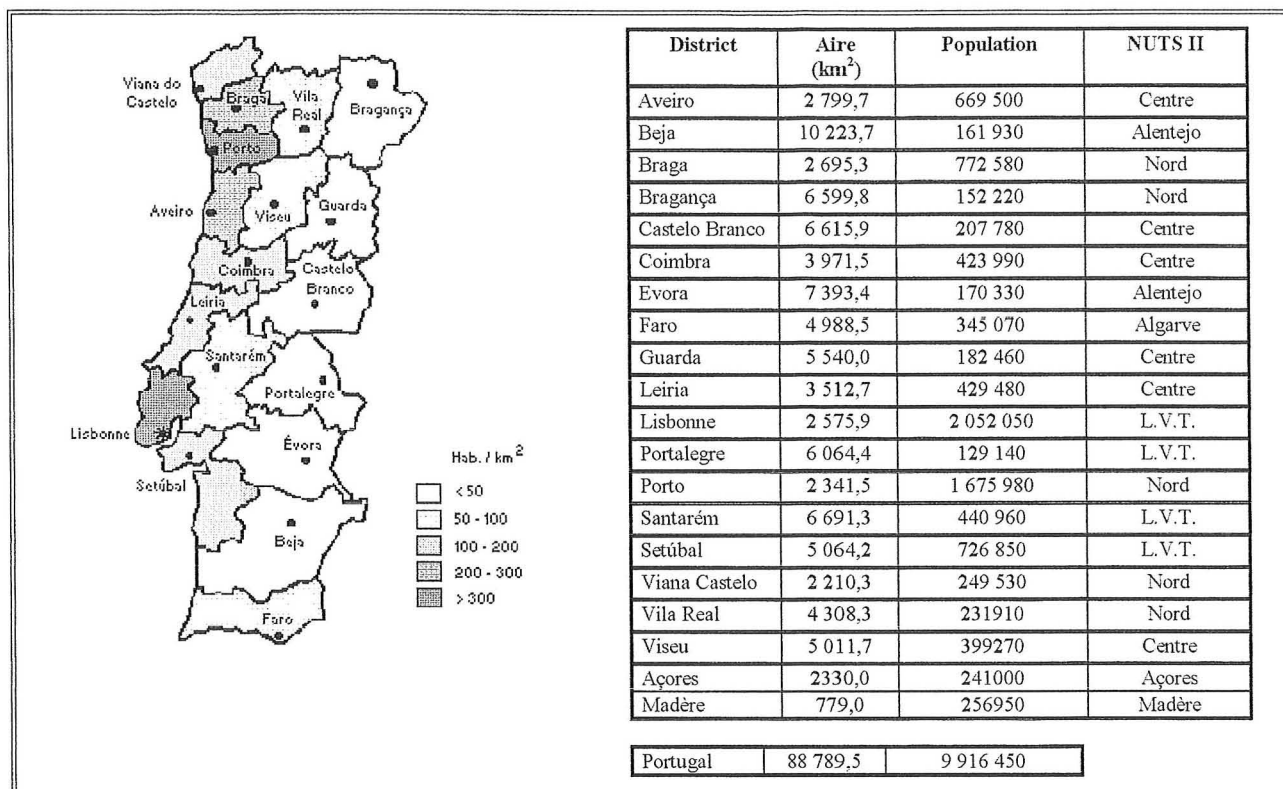 Viana do
Castelo
Braga
Vila
Real
Bragança
Porto
Aveiro
Viseu
Guarda
Coimbra
Castelo
Branco
Leiria
Santarém
Portalegre
Lisbonne
Évora
Setúbal
Beja
Faro
Hab. / km²
< 50
50 - 100
100 - 200
200 - 300
> 300
District Aire (km²) Population NUTS II
Aveiro 2 799,7 669 500 Centre
Beja 10 223,7 161 930 Alentejo
Braga 2 695,3 772 580 Nord
Bragança 6 599,8 152 220 Nord
Castelo Branco 6 615,9 207 780 Centre
Coimbra 3 971,5 423 990 Centre
Evora 7 393,4 170 330 Alentejo
Faro 4 988,5 345 070 Algarve
Guarda 5 540,0 182 460 Centre
Leiria 3 512,7 429 480 Centre
Lisbonne 2 575,9 2 052 050 L.V.T.
Portalegre 6 064,4 129 140 L.V.T.
Porto 2 341,5 1 675 980 Nord
Santarém 6 691,3 440 960 L.V.T.
Setúbal 5 064,2 726 850 L.V.T.
Viana Castelo 2 210,3 249 530 Nord
Vila Real 4 308,3 231910 Nord
Viseu 5 011,7 399270 Centre
Açores 2330,0 241000 Açores
Madère 779,0 256950 Madère
Portugal 88 789,5 9 916 450